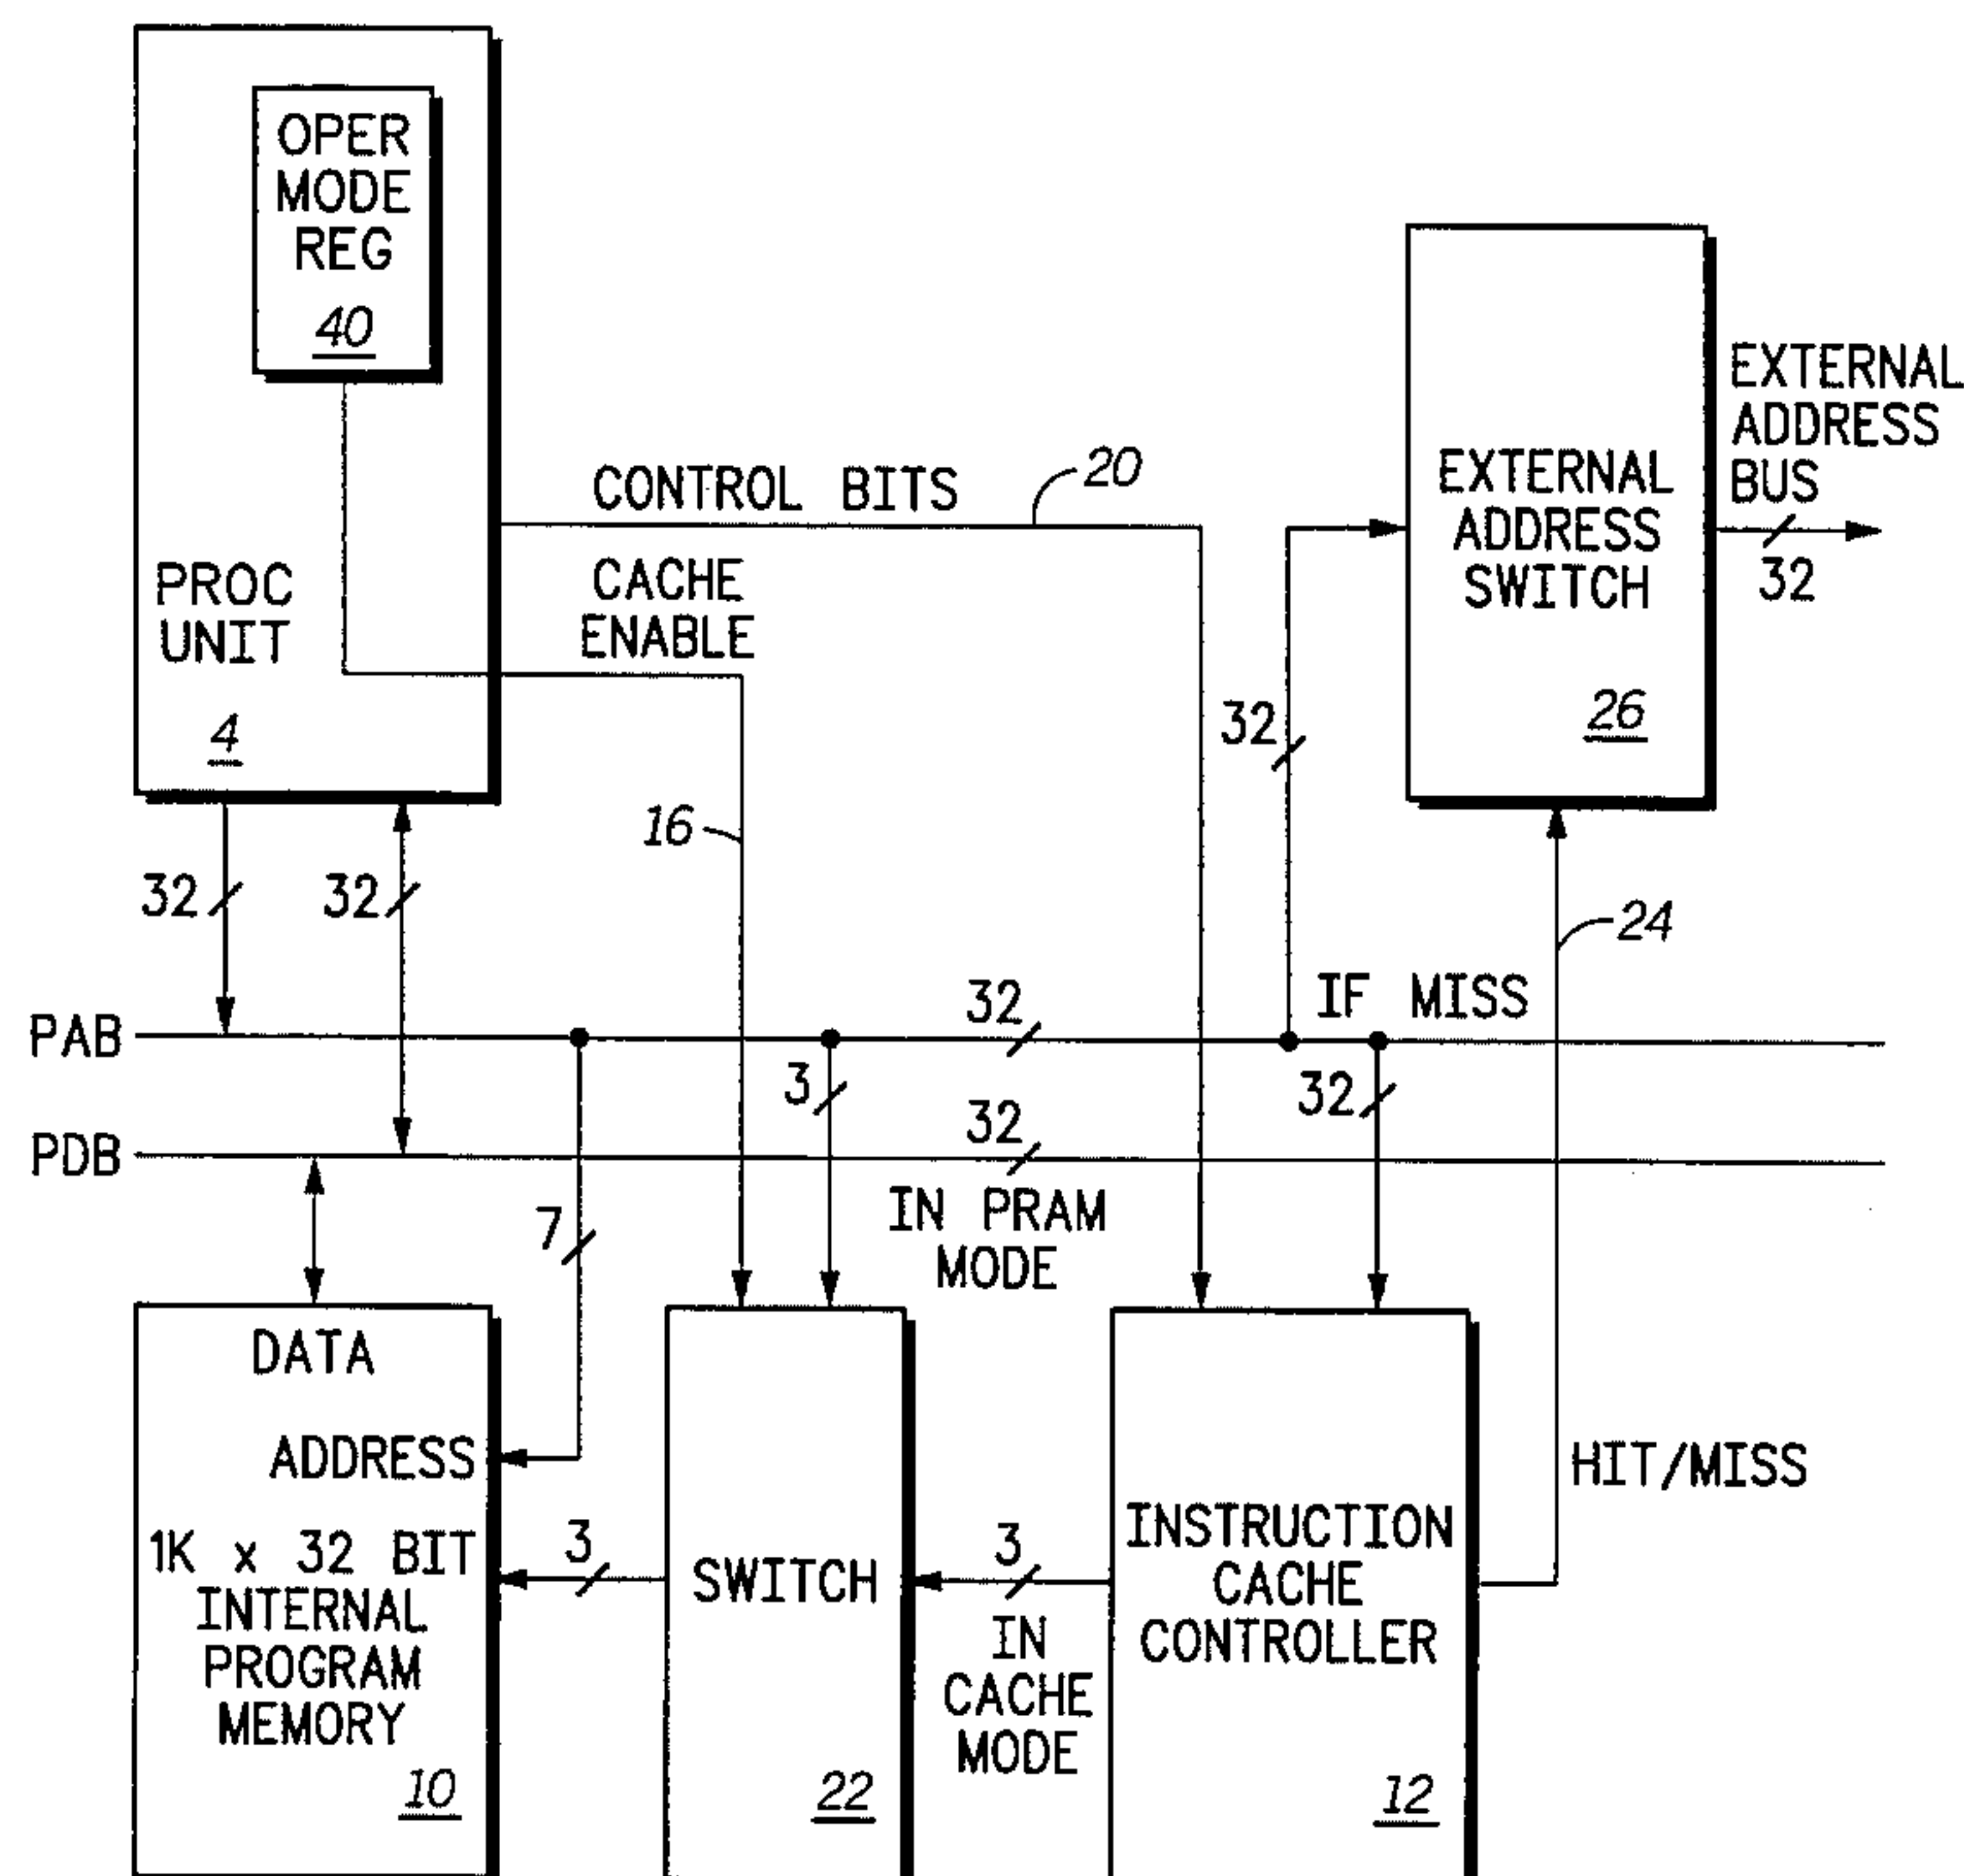 OPER
MODE
REG
40
PROC
UNIT
4
CONTROL BITS
20
CACHE
ENABLE
16
EXTERNAL
ADDRESS
SWITCH
26
EXTERNAL
ADDRESS
BUS
32
32
32
32
24
PAB
32
IF MISS
3
32
PDB
32
7
IN PRAM
MODE
DATA
ADDRESS
1K x 32 BIT
INTERNAL
PROGRAM
MEMORY
10
3
SWITCH
22
3
IN
CACHE
MODE
INSTRUCTION
CACHE
CONTROLLER
12
HIT/MISS